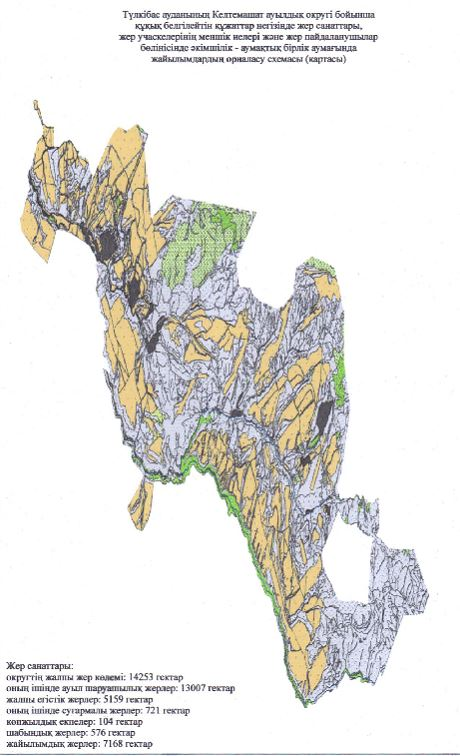 Түлкібас ауданының Келтемашат ауылдық округі бойынша
құқық белгілейтін құжаттар негізінде жер санаттары,
жер учаскелерінің меншік иелері және жер пайдаланушылар
бөлінісінде әкімшілік - аумақтық бірлік аумағында
жайылымдардың орналасу схемасы (картасы)
Жер санаттары:
округтің жалпы жер көлемі: 14253 гектар
оның ішінде ауыл шаруашылық жерлер: 13007 гектар
жалпы егістік жерлер: 5159 гектар
оның ішінде суғармалы жерлер: 721 гектар
көпжылдық екпелер: 104 гектар
шабындық жерлер: 576 гектар
жайылымдық жерлер: 7168 гектар